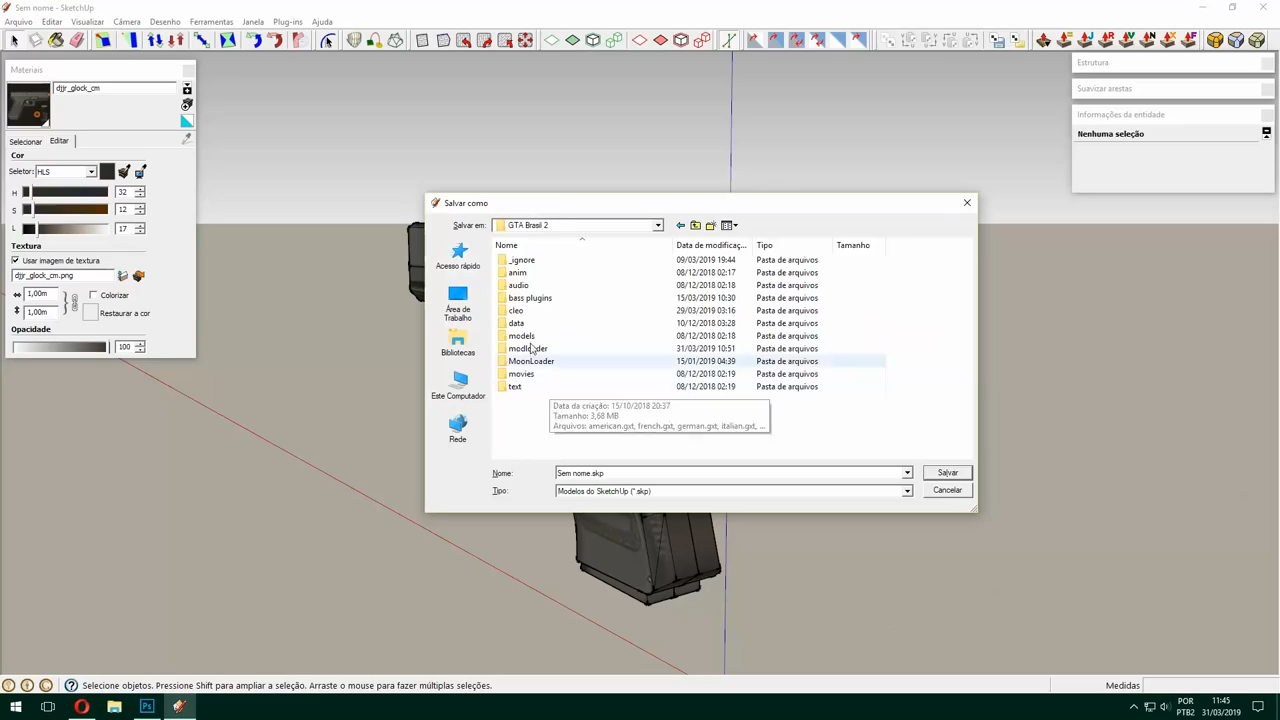 Sem nome - SketchUp
Arquivo Editar Visualizar Câmera Desenho Ferramentas Janela Plug-ins Ajuda
Materiais
djjr_glock_cm
Selecionar Editar
Cor
Seletor: HLS
H 32
S 12
L 17
Textura
Usar imagem de textura
djjr_glock_cm.png
1,00m Colorizar
1,00m Restaurar a cor
Opacidade
100
Estrutura
Suavizar arestas
Informações da entidade
Nenhuma seleção
Salvar como
Salvar em: GTA Brasil 2
Nome Data de modificaç... Tipo Tamanho
_ignore 09/03/2019 19:44 Pasta de arquivos
anim 08/12/2018 02:17 Pasta de arquivos
audio 08/12/2018 02:18 Pasta de arquivos
bass plugins 15/03/2019 10:30 Pasta de arquivos
cleo 29/03/2019 03:16 Pasta de arquivos
data 10/12/2018 03:28 Pasta de arquivos
models 08/12/2018 02:18 Pasta de arquivos
modloader 31/03/2019 10:51 Pasta de arquivos
MoonLoader 15/01/2019 04:39 Pasta de arquivos
movies 08/12/2018 02:19 Pasta de arquivos
text 08/12/2018 02:19 Pasta de arquivos
Acesso rápido
Área de
Trabalho
Bibliotecas
Este Computador
Rede
Data da criação: 15/10/2018 20:37
Tamanho: 3,68 MB
Arquivos: american.gxt, french.gxt, german.gxt, italian.gxt, ...
Nome: Sem nome.skp Salvar
Tipo: Modelos do SketchUp (*.skp) Cancelar
Selecione objetos. Pressione Shift para ampliar a seleção. Arraste o mouse para fazer múltiplas seleções.
Medidas
POR
PTB2
11:45
31/03/2019